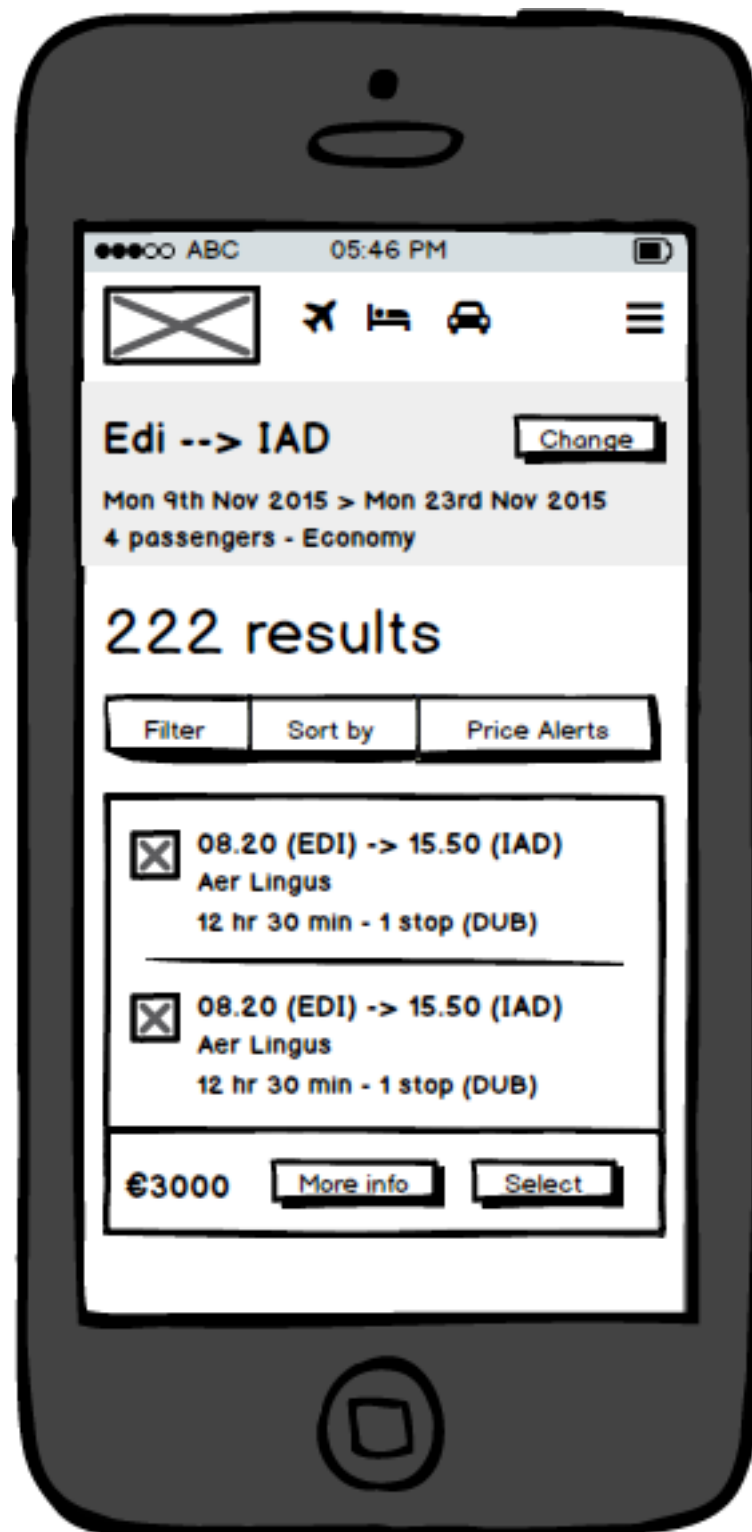 ABC 05:46 PM
Edi --> IAD Change
Mon 9th Nov 2015 > Mon 23rd Nov 2015
4 passengers - Economy
222 results
Filter Sort by Price Alerts
08.20 (EDI) -> 15.50 (IAD)
Aer Lingus
12 hr 30 min - 1 stop (DUB)
08.20 (EDI) -> 15.50 (IAD)
Aer Lingus
12 hr 30 min - 1 stop (DUB)
€3000 More info Select